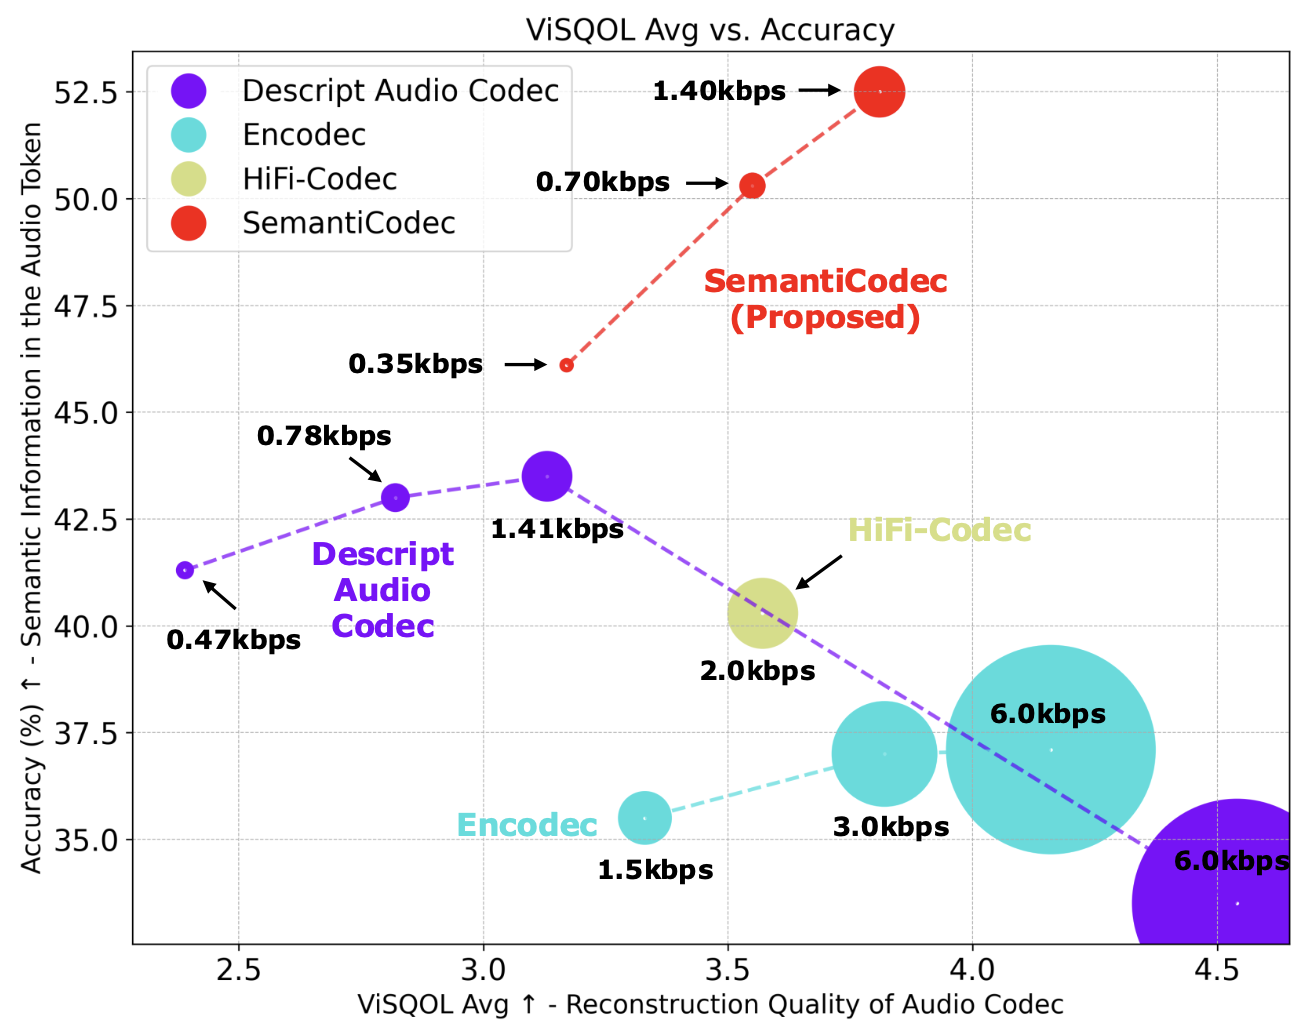 ViSQOL Avg vs. Accuracy
Descript Audio Codec
Encodec
HiFi-Codec
SemantiCodec
1.40kbps
0.70kbps
SemantiCodec
(Proposed)
0.35kbps
0.78kbps
1.41kbps
HiFi-Codec
Descript
Audio
Codec
0.47kbps
2.0kbps
6.0kbps
Encodec
3.0kbps
1.5kbps
6.0kbps
52.5
50.0
47.5
45.0
42.5
40.0
37.5
35.0
Accuracy (%) ↑ - Semantic Information in the Audio Token
2.5
3.0
3.5
4.0
4.5
ViSQOL Avg ↑ - Reconstruction Quality of Audio Codec